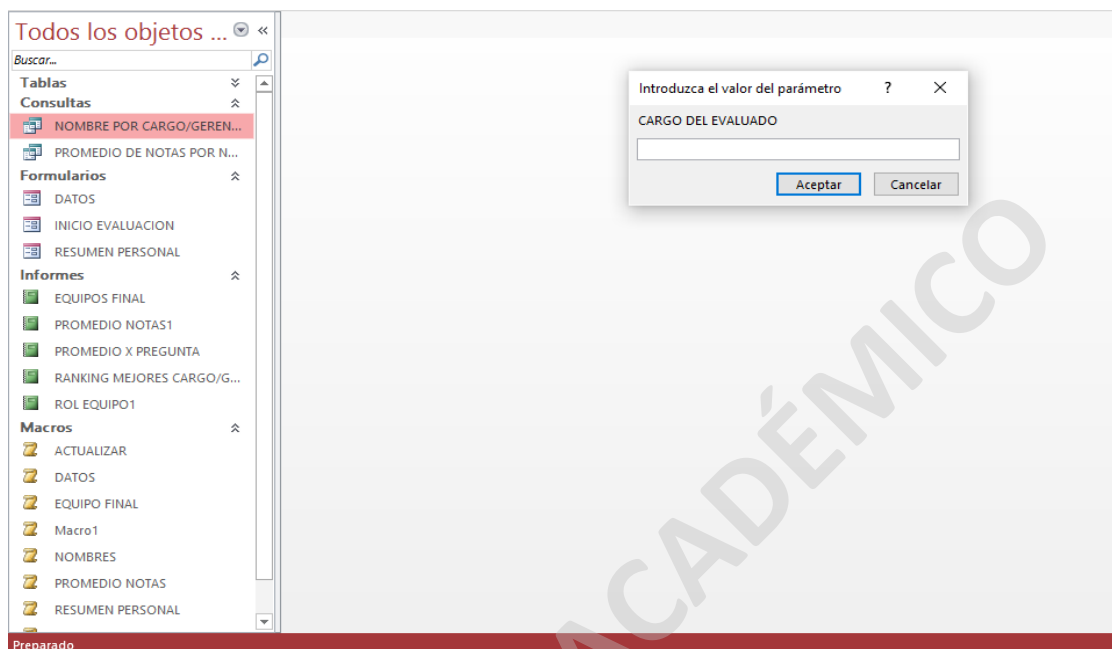 Todos los objetos ...
Buscar...
Tablas
Consultas
NOMBRE POR CARGO/GEREN...
PROMEDIO DE NOTAS POR N...
Formularios
DATOS
INICIO EVALUACION
RESUMEN PERSONAL
Informes
EQUIPOS FINAL
PROMEDIO NOTAS1
PROMEDIO X PREGUNTA
RANKING MEJORES CARGO/G...
ROL EQUIPO1
Macros
ACTUALIZAR
DATOS
EQUIPO FINAL
Macro1
NOMBRES
PROMEDIO NOTAS
RESUMEN PERSONAL
Preparado
Introduzca el valor del parámetro ?
CARGO DEL EVALUADO
Aceptar Cancelar
ACADÉMICO